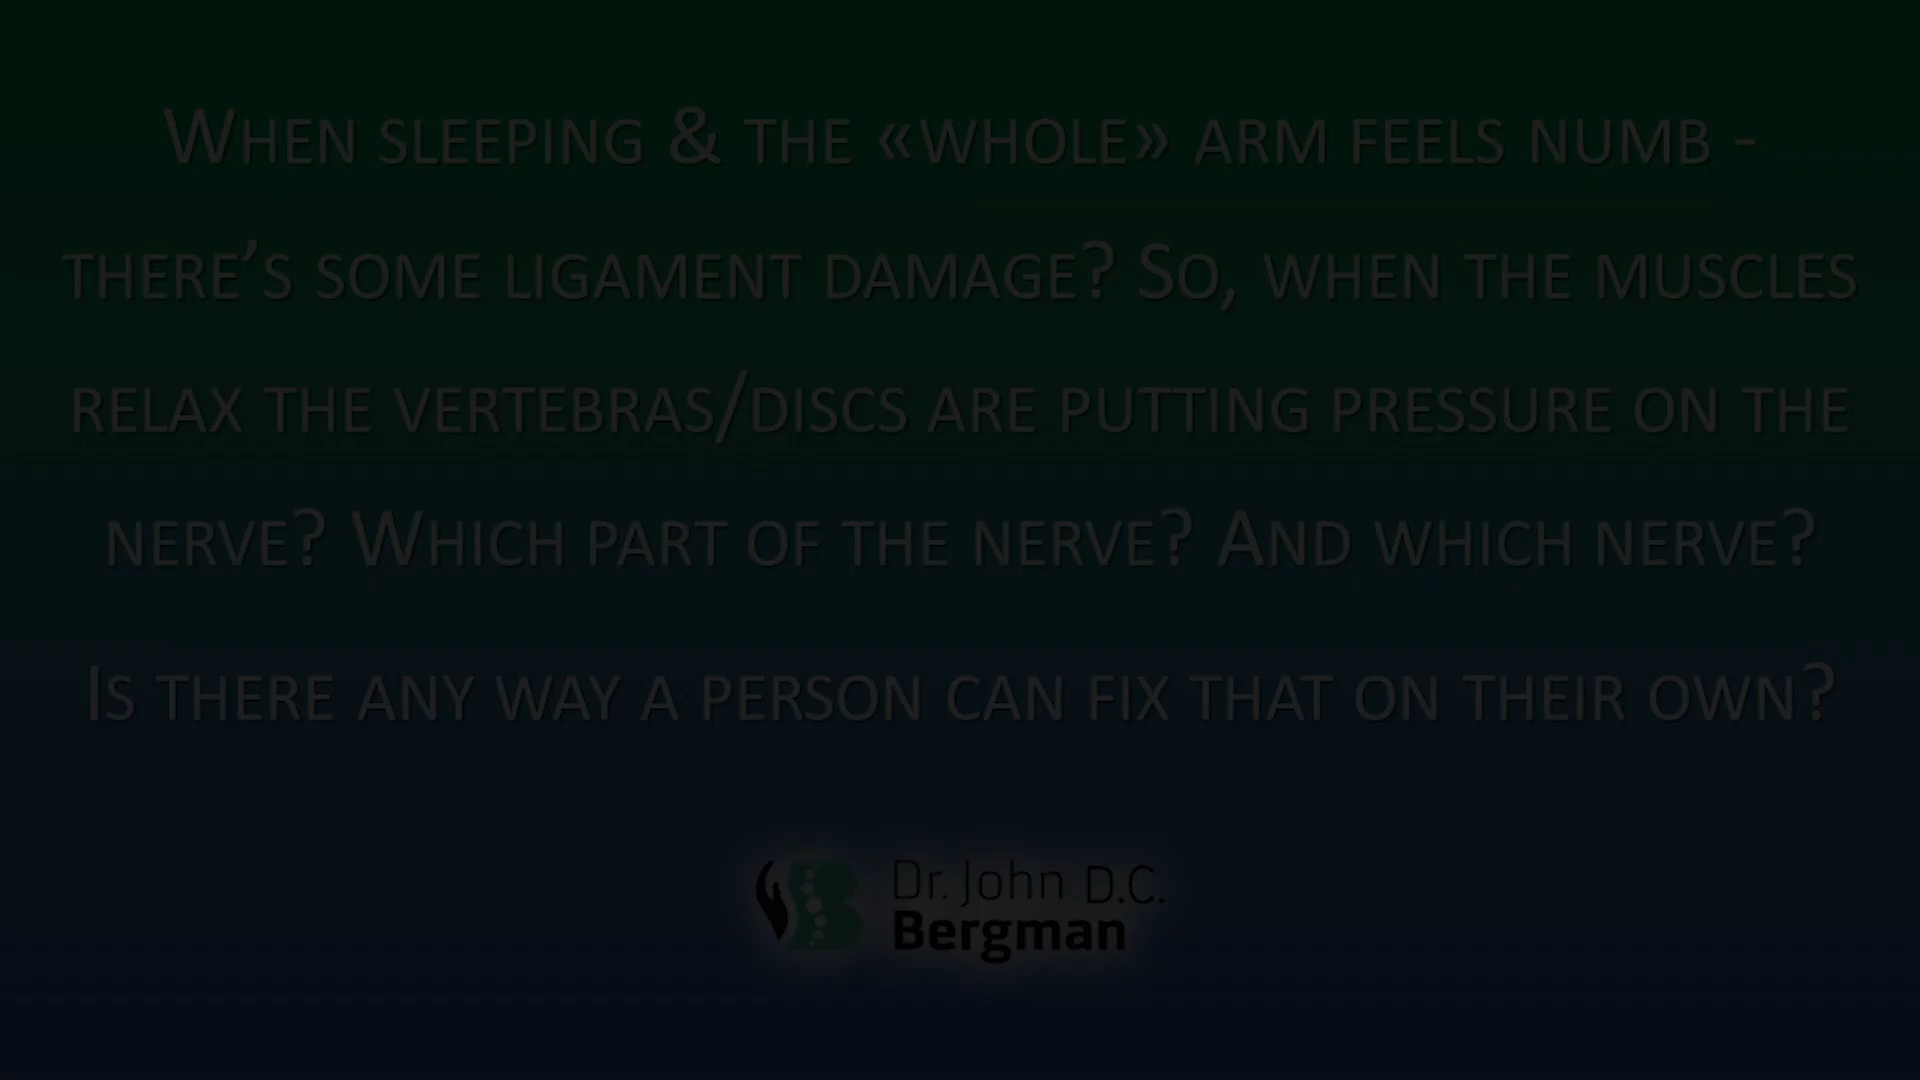 When sleeping & the «whole» arm feels numb -
there’s some ligament damage? So, when the muscles
relax the vertebras/discs are putting pressure on the
nerve? Which part of the nerve? And which nerve?
Is there any way a person can fix that on their own?
Dr. John D.C.
Bergman